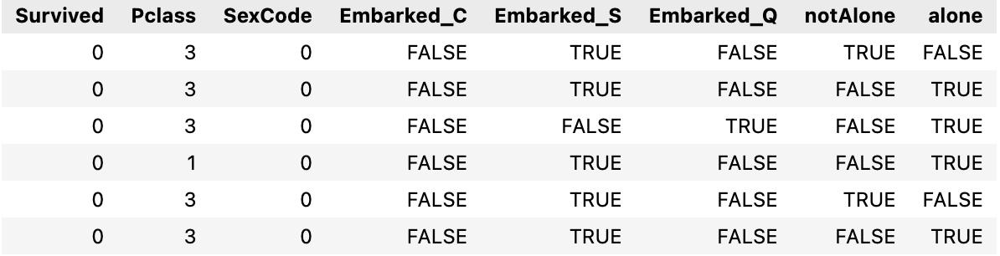 Survived Pclass SexCode Embarked_C Embarked_S Embarked_Q notAlone alone
0 3 0 FALSE TRUE FALSE TRUE FALSE
0 3 0 FALSE TRUE FALSE FALSE TRUE
0 3 0 FALSE FALSE TRUE FALSE TRUE
0 1 0 FALSE TRUE FALSE FALSE TRUE
0 3 0 FALSE TRUE FALSE TRUE FALSE
0 3 0 FALSE TRUE FALSE FALSE TRUE